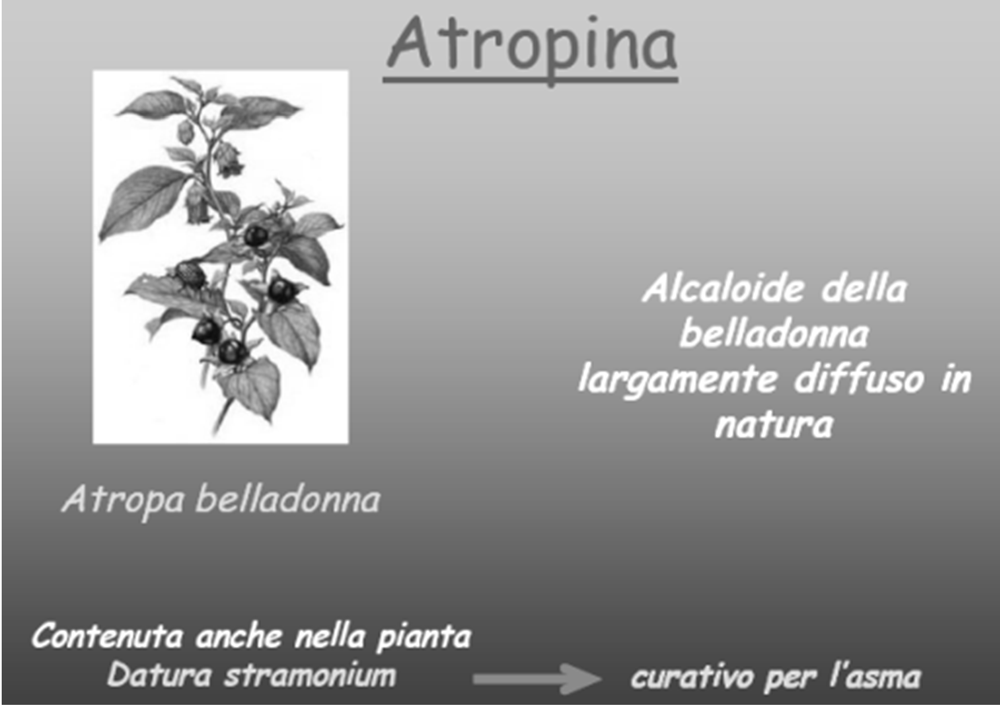 Atropina
Alcaloide della
belladonna
largamente diffuso in
natura
Atropa belladonna
Contenuta anche nella pianta
Datura stramonium
curativo per l'asma